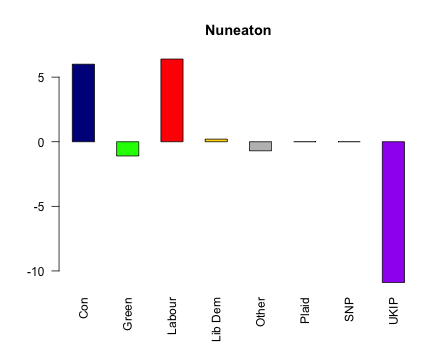 Nuneaton
5
0
-5
-10
Con
Green
Labour
Lib Dem
Other
Plaid
SNP
UKIP